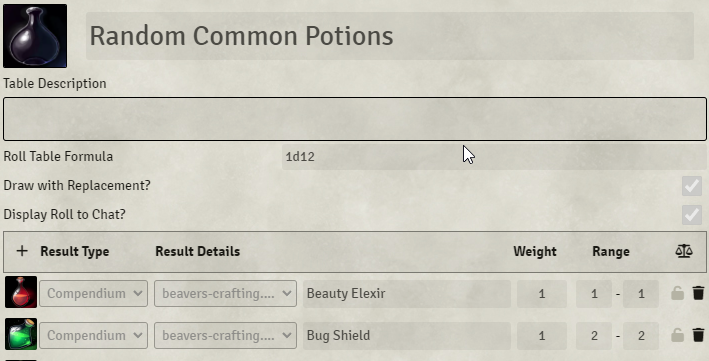 Random Common Potions
Table Description
Roll Table Formula 1d12
Draw with Replacement?
Display Roll to Chat?
+ Result Type Result Details Weight Range
Compendium beavers-crafting.... Beauty Elexir 1 1 - 1
Compendium beavers-crafting.... Bug Shield 1 2 - 2